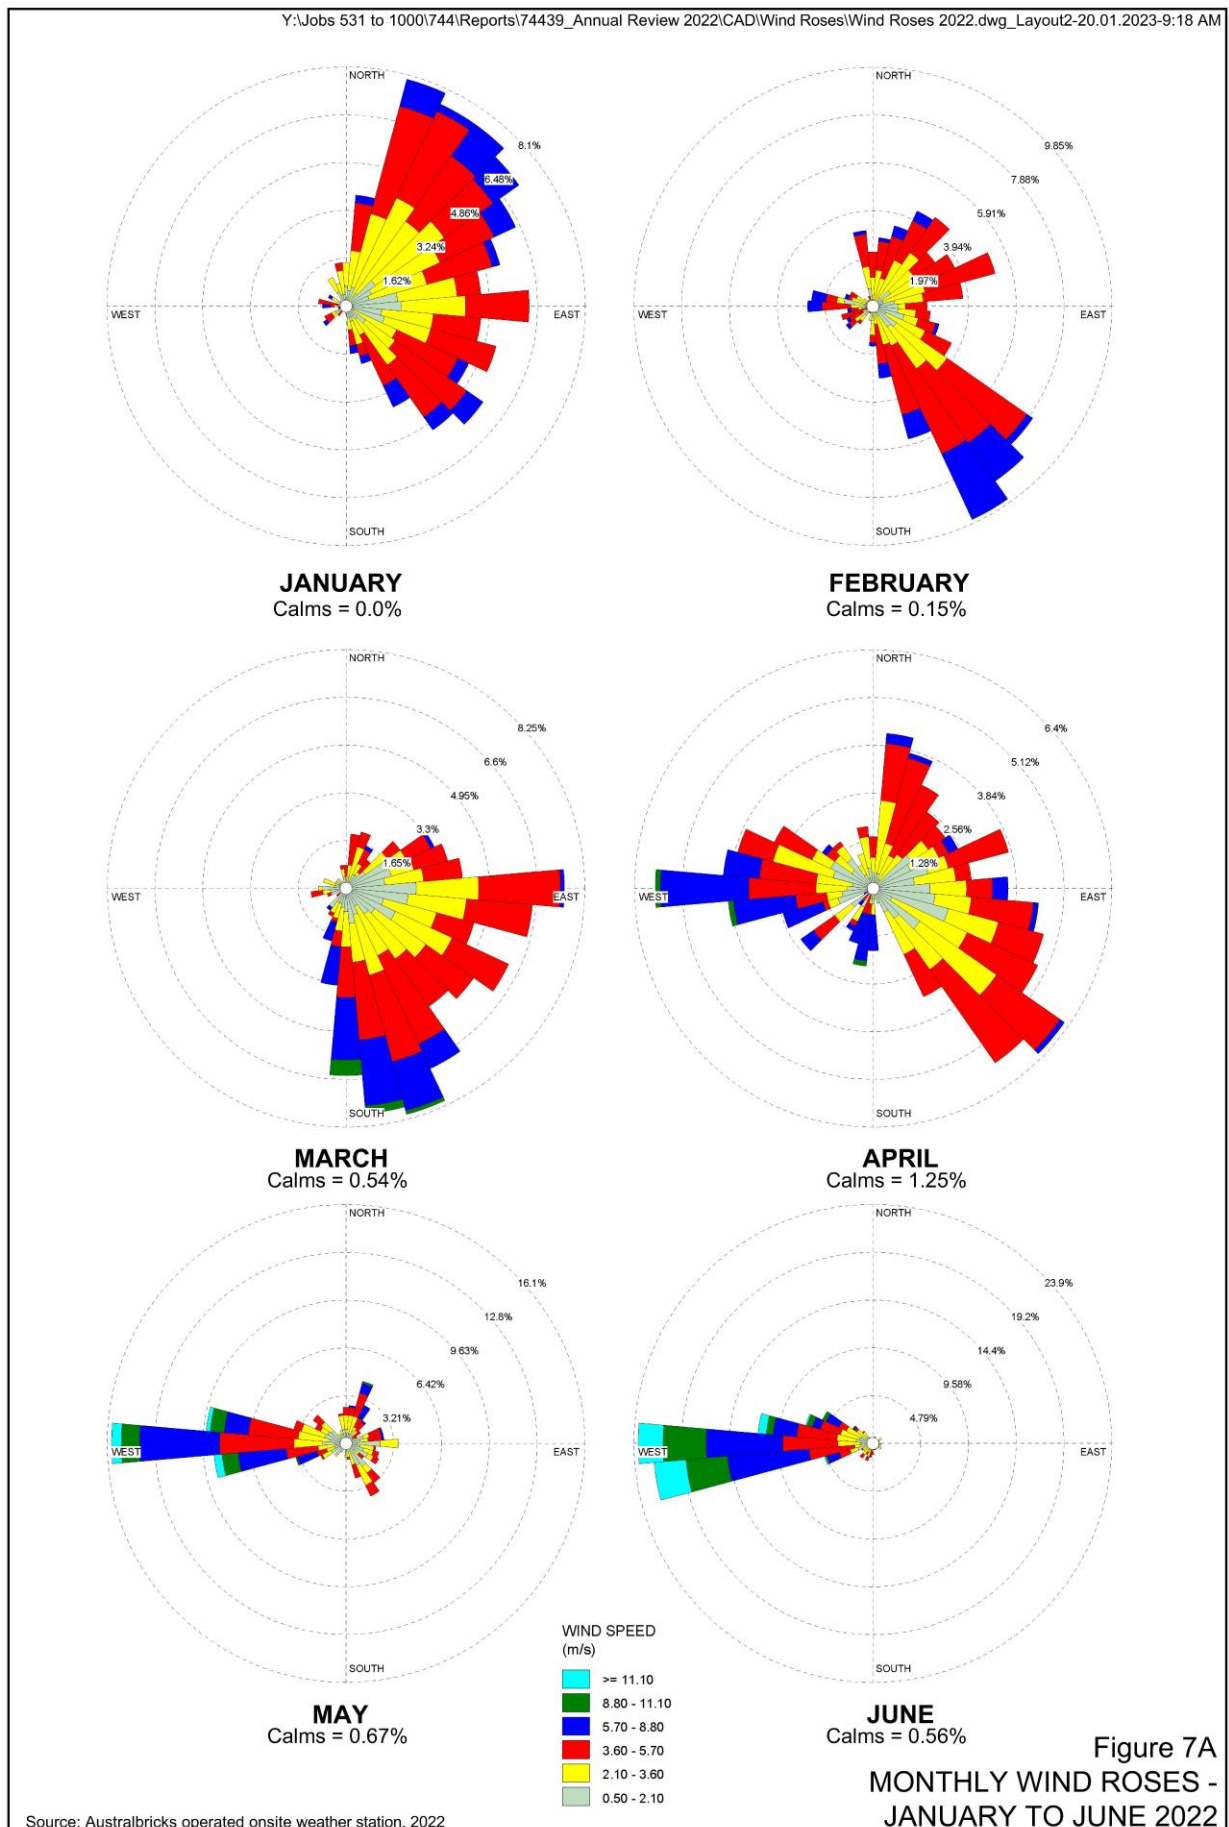 Y:\Jobs 531 to 1000\744\Reports\74439_Annual Review 2022\CAD\Wind Roses\Wind Roses 2022.dwg_Layout2-20.01.2023-9:18 AM
NORTH
8.1%
6.48%
4.86%
3.24%
1.62%
WEST
EAST
SOUTH
JANUARY
Calms = 0.0%
NORTH
9.85%
7.88%
5.91%
3.94%
1.97%
WEST
EAST
SOUTH
FEBRUARY
Calms = 0.15%
NORTH
8.25%
6.6%
4.95%
3.3%
1.65%
WEST
EAST
SOUTH
MARCH
Calms = 0.54%
NORTH
6.4%
5.12%
3.84%
2.56%
1.28%
WEST
EAST
SOUTH
APRIL
Calms = 1.25%
NORTH
16.1%
12.8%
9.63%
6.42%
3.21%
WEST
EAST
SOUTH
MAY
Calms = 0.67%
NORTH
23.9%
19.2%
14.4%
9.58%
4.79%
WEST
EAST
SOUTH
JUNE
Calms = 0.56%
WIND SPEED
(m/s)
>= 11.10
8.80 - 11.10
5.70 - 8.80
3.60 - 5.70
2.10 - 3.60
0.50 - 2.10
Figure 7A
MONTHLY WIND ROSES -
JANUARY TO JUNE 2022
Source: Australbricks operated onsite weather station, 2022